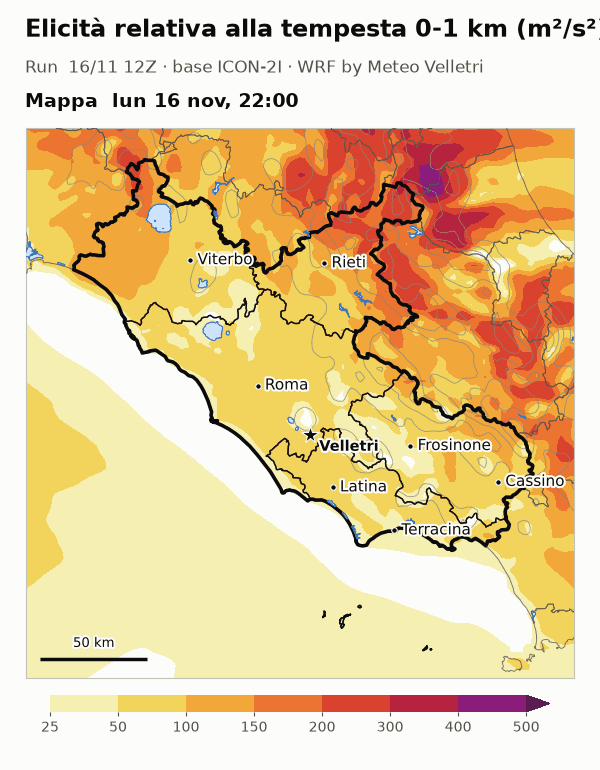 Elicità relativa alla tempesta 0-1 km (m²/s²)
Run 16/11 12Z · base ICON-2I · WRF by Meteo Velletri
Mappa lun 16 nov, 22:00
Viterbo
Rieti
Roma
Velletri
Frosinone
Cassino
Latina
Terracina
50 km
25 50 100 150 200 300 400 500